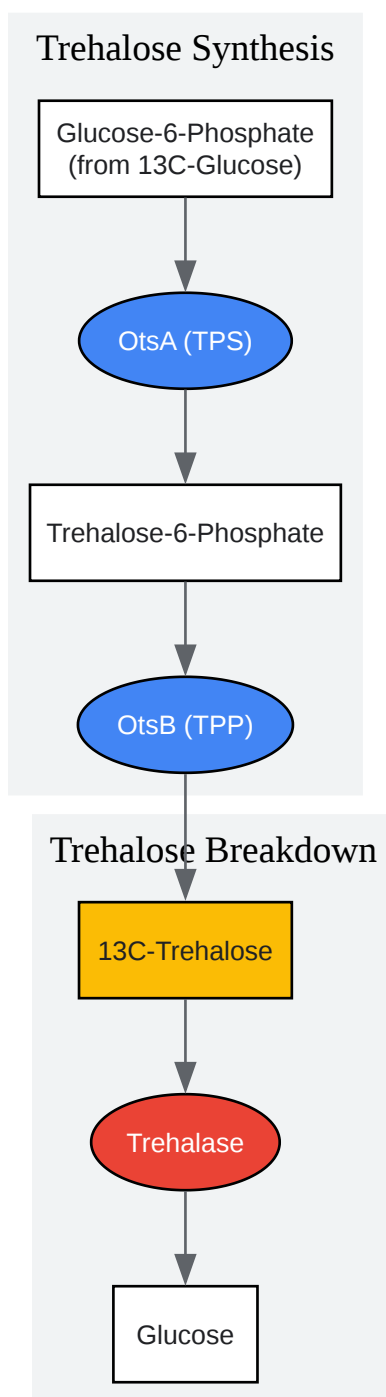 Trehalose Synthesis
Glucose-6-Phosphate
(from 13C-Glucose)
OtsA (TPS)
Trehalose-6-Phosphate
OtsB (TPP)
Trehalose Breakdown
13C-Trehalose
Trehalase
Glucose